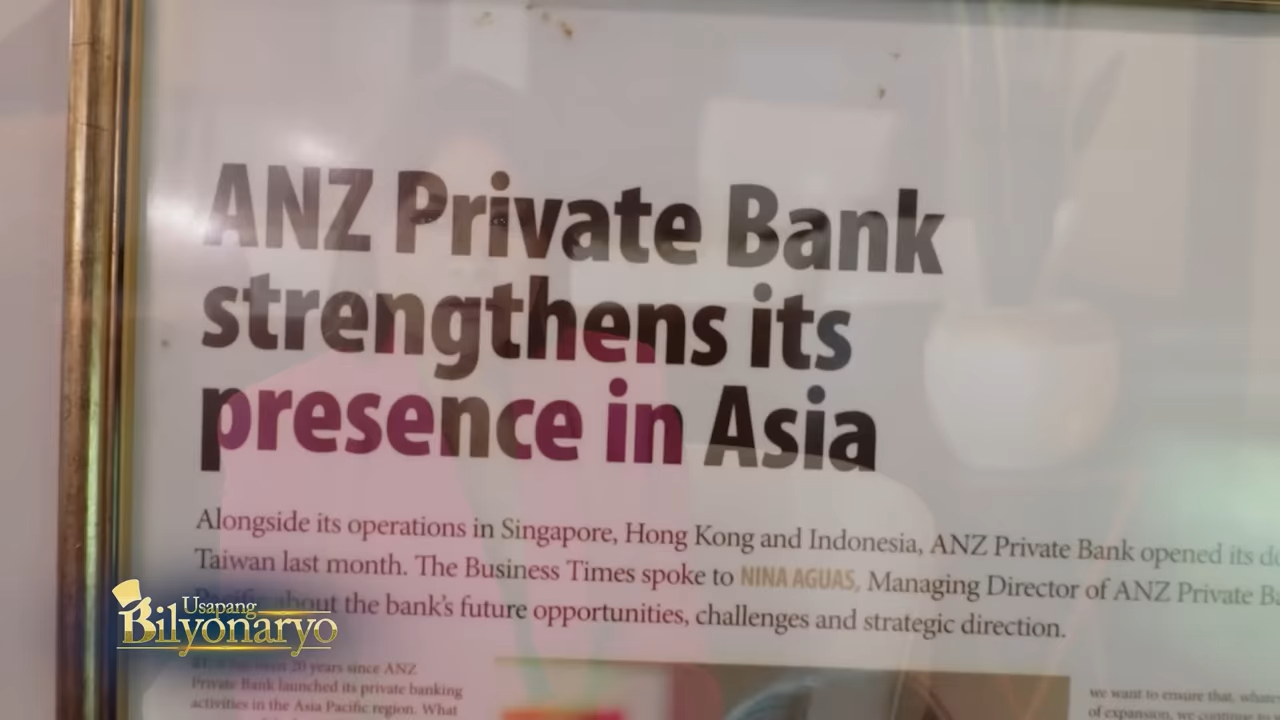 ANZ Private Bank
strengthens its
presence in Asia
Alongside its operations in Singapore, Hong Kong and Indonesia, ANZ Private Bank opened its
Taiwan last month. The Business Times spoke to NINA AGUAS, Managing Director of ANZ Private
about the bank's future opportunities, challenges and strategic direction.
Usapang
Bilyonaryo
20 years since ANZ
Private Bank launched its private banking
activities in the Asia Pacific region. What
we want to ensure that,
of expansion, we continue to